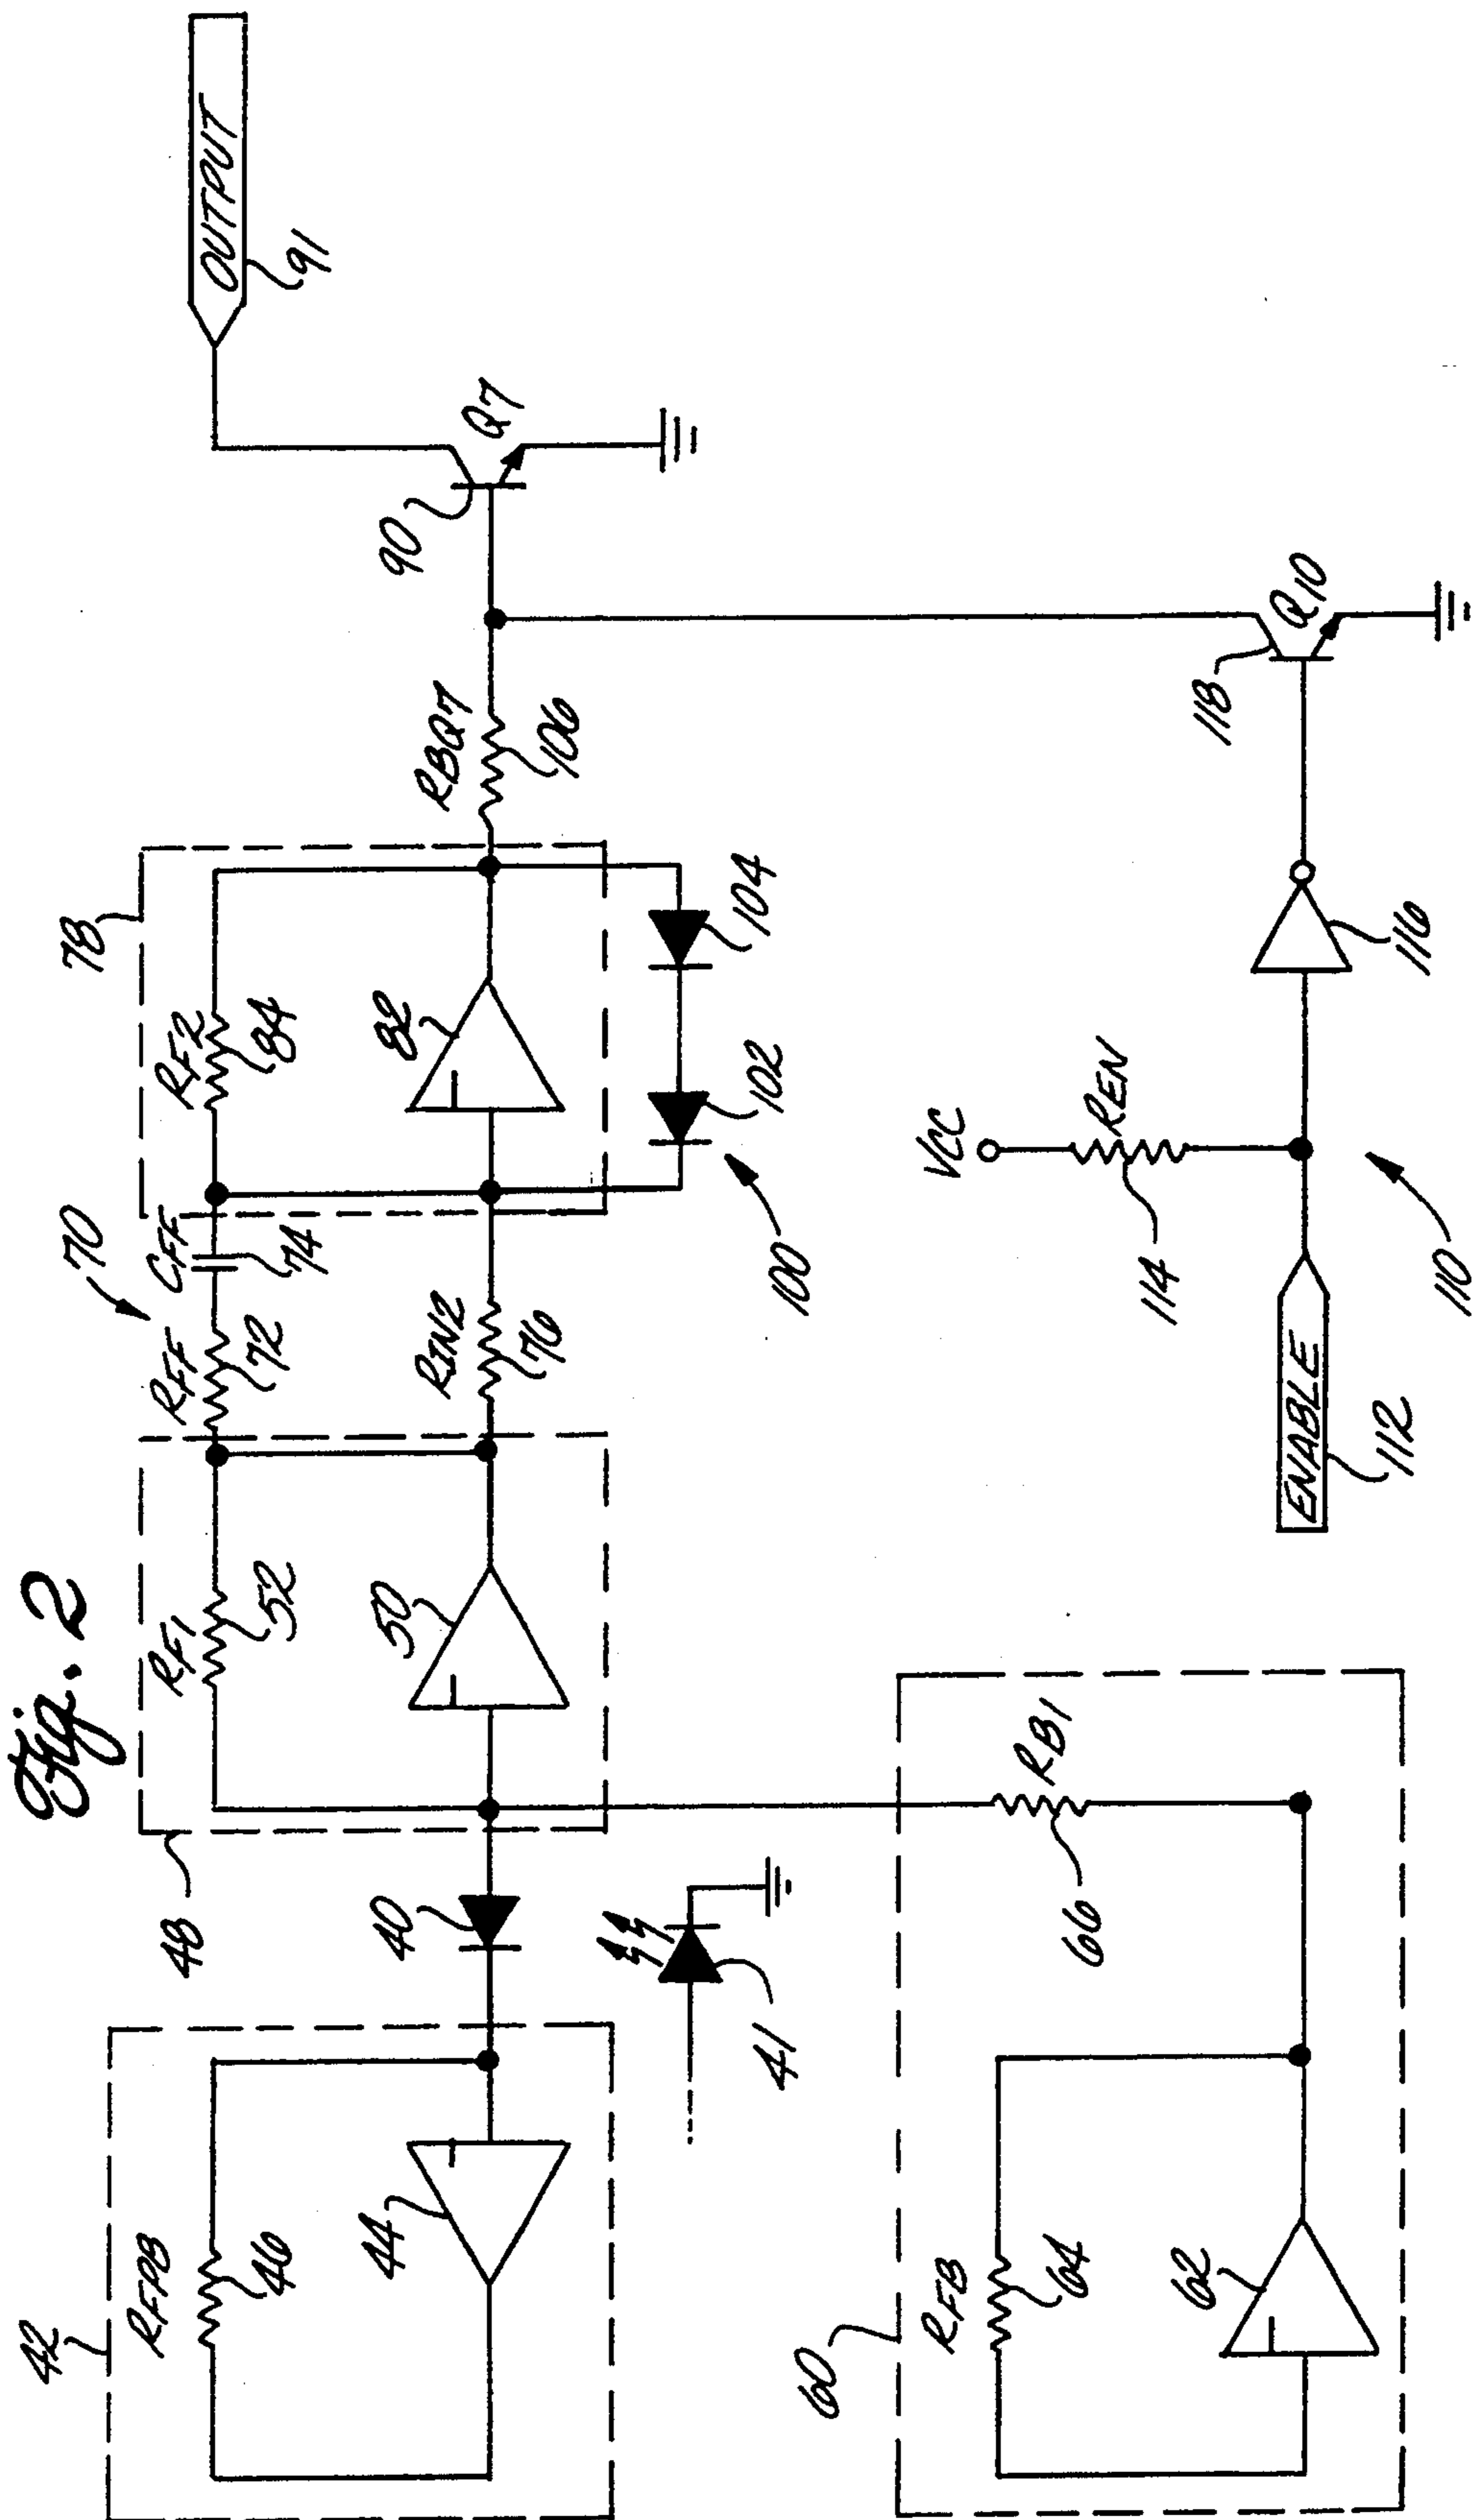 Fig. 2
42
RFPB
46
44
48
40
41
RF1
52
50
70
RFF
72
CFF
74
RIN2
76
78
RF2
84
82
102
104
100
RBQ7
106
90
Q7
OUTPUT
91
60
RFB
64
62
RB1
66
ENABLE
112
VCC
REN
114
116
110
118
Q10